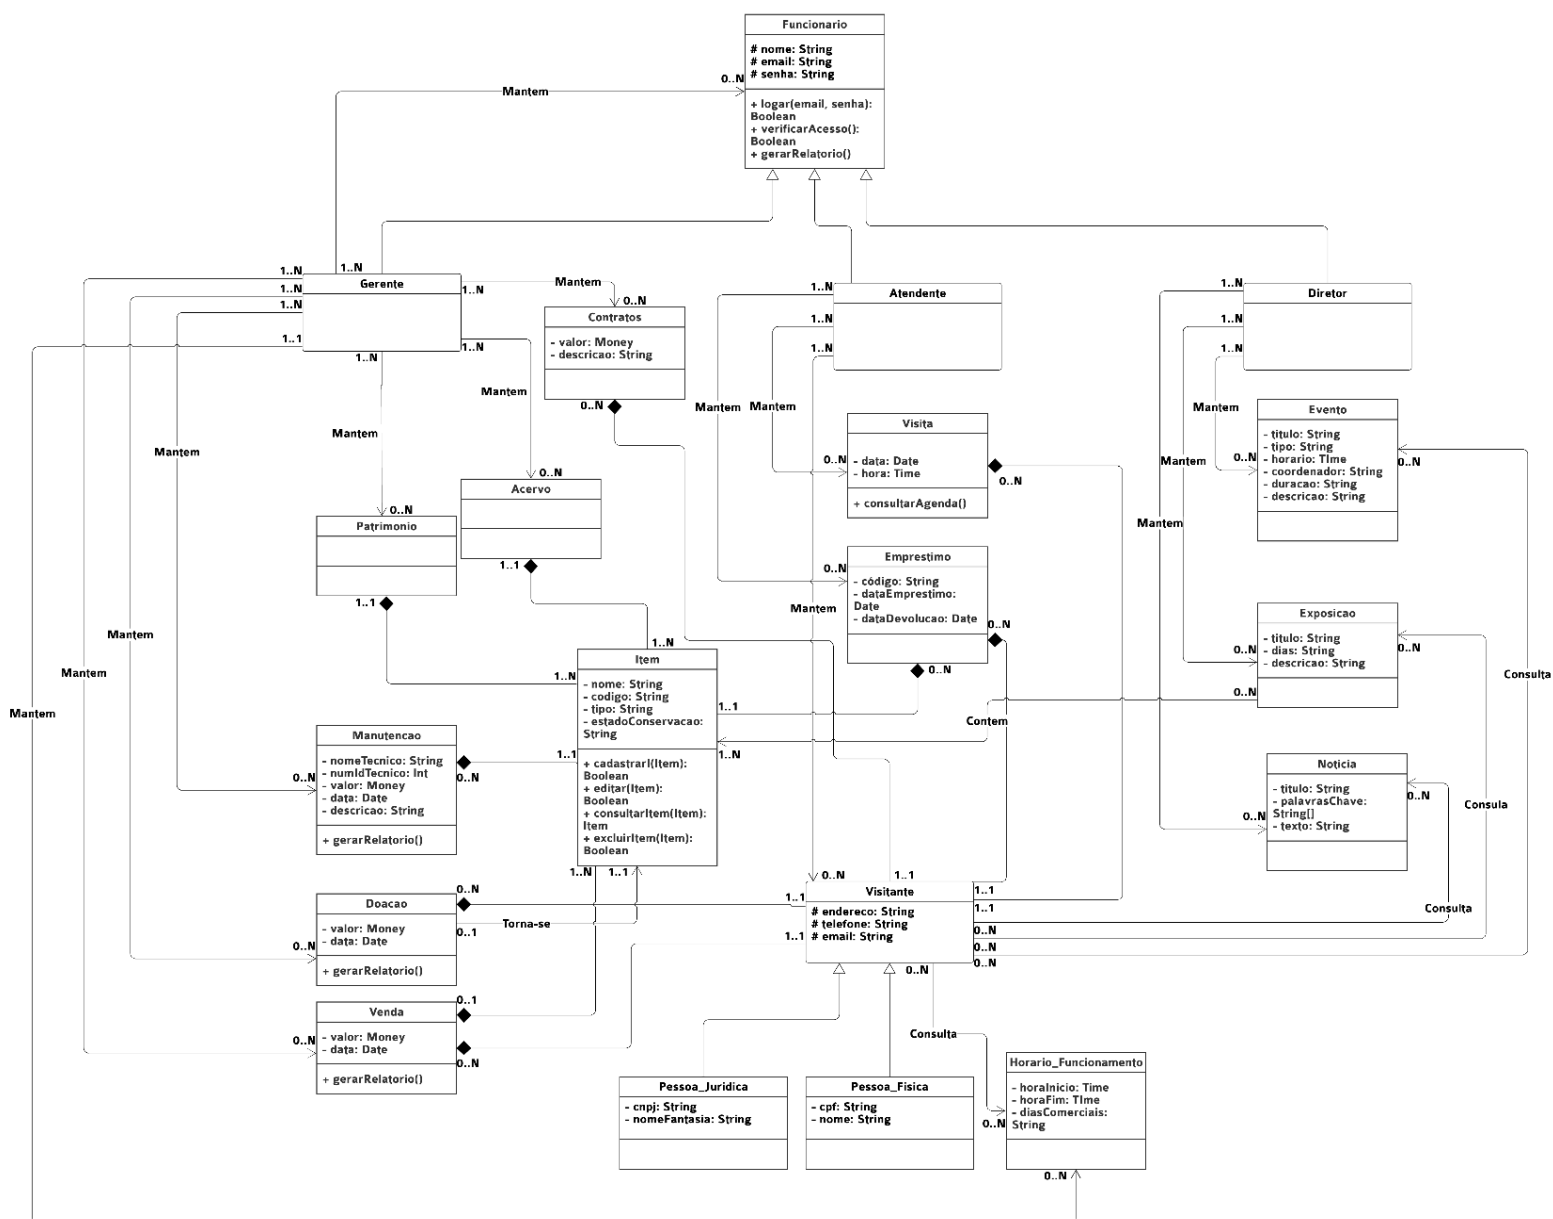 Funcionario
# nome: String
# email: String
# senha: String
+ logar(email, senha):
Boolean
+ verificarAcesso():
Boolean
+ gerarRelatorio()
0..N
Mantem
1..N
1..N
1..N
1..N
1..1
Gerente
1..N
1..N
1..N
Mantem
0..N
Contratos
- valor: Money
- descricao: String
0..N
1..N
1..N
1..N
Atendente
1..N
1..N
1..N
Diretor
Mantem
Mantem
Mantem
Mantem
Mantem
Mantem
Mantem
Mantem
Visita
- data: Date
- hora: Time
+ consultarAgenda()
0..N
0..N
Evento
- titulo: String
- tipo: String
- horario: TIme
- coordenador: String
- duracao: String
- descricao: String
0..N
0..N
0..N
Acervo
1..1
0..N
Patrimonio
1..1
Mantem
Emprestimo
- código: String
- dataEmprestimo:
Date
- dataDevolucao: Date
0..N
0..N
0..N
Mantem
Exposicao
- titulo: String
- dias: String
- descricao: String
0..N
0..N
0..N
Mantem
Mantem
Mantem
Consulta
1..N
1..N
Item
- nome: String
- codigo: String
- tipo: String
- estadoConservacao:
String
+ cadastrarI(Item):
Boolean
+ editar(Item):
Boolean
+ consultarItem(Item):
Item
+ excluirItem(Item):
Boolean
1..1
1..N
1..1
1..N
1..1
Contem
Manutencao
- nomeTecnico: String
- numIdTecnico: Int
- valor: Money
- data: Date
- descricao: String
+ gerarRelatorio()
0..N
0..N
Noticia
- titulo: String
- palavrasChave:
String[]
- texto: String
0..N
0..N
Consula
Consulta
Doacao
- valor: Money
- data: Date
+ gerarRelatorio()
0..N
0..N
0..1
Torna-se
0..N
1..1
Visitante
# endereco: String
# telefone: String
# email: String
1..1
1..1
1..1
1..1
0..N
0..N
0..N
0..N
Venda
- valor: Money
- data: Date
+ gerarRelatorio()
0..N
0..1
0..N
Consulta
Pessoa_Juridica
- cnpj: String
- nomeFantasia: String
Pessoa_Fisica
- cpf: String
- nome: String
Horario_Funcionamento
- horaInicio: Time
- horaFim: TIme
- diasComerciais:
String
0..N
0..N